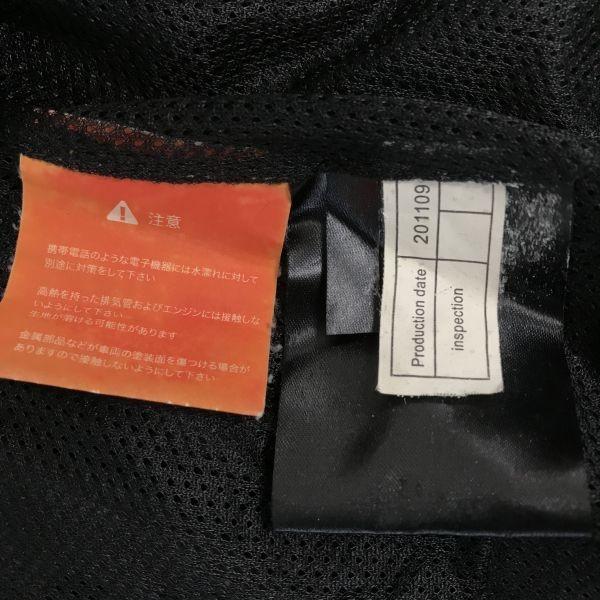 注意
携帯電話のような電子機器には水濡れに対して
別途に対策をして下さい
高熱を持った排気管およびエンジンには接触しな
いようにして下さい
生地が溶ける可能性があります
金属部品などが車両の塗装面を傷つける場合が
ありますので接触しないようにして下さい
Production date 201109
inspection